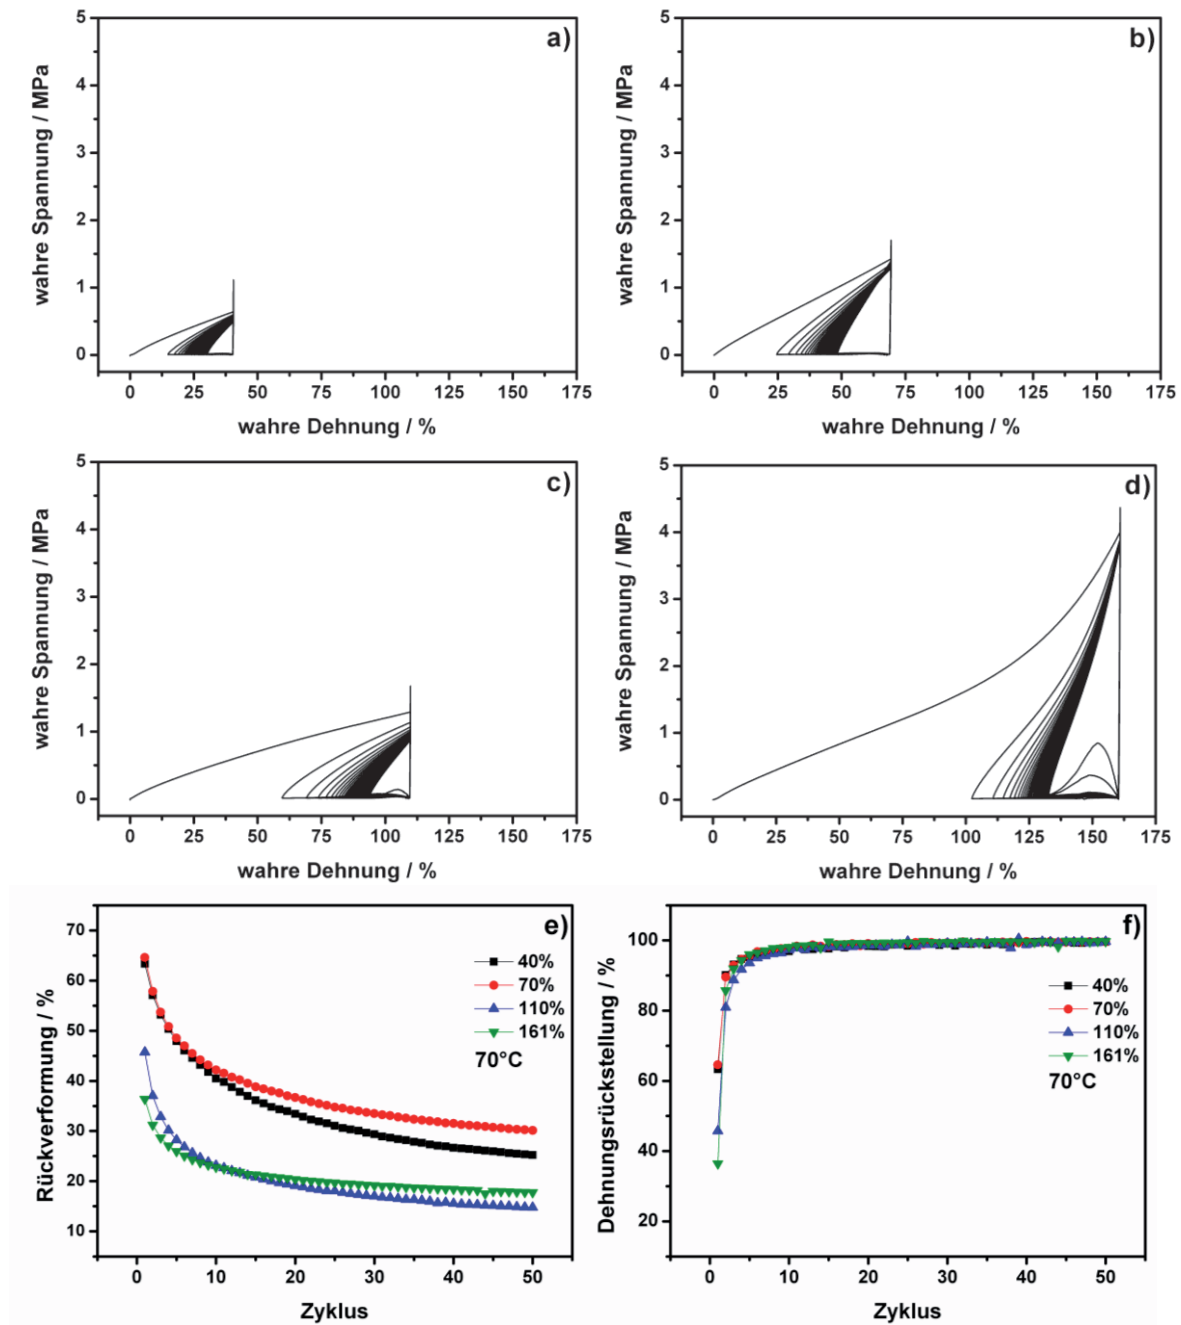 a)
5
4
3
2
1
0
wahre Spannung / MPa
0 25 50 75 100 125 150 175
wahre Dehnung / %
b)
5
4
3
2
1
0
wahre Spannung / MPa
0 25 50 75 100 125 150 175
wahre Dehnung / %
c)
5
4
3
2
1
0
wahre Spannung / MPa
0 25 50 75 100 125 150 175
wahre Dehnung / %
d)
5
4
3
2
1
0
wahre Spannung / MPa
0 25 50 75 100 125 150 175
wahre Dehnung / %
e)
70
60
50
40
30
20
10
Rückverformung / %
40%
70%
110%
161%
70°C
0 10 20 30 40 50
Zyklus
f)
100
80
60
40
20
Dehnungsrückstellung / %
40%
70%
110%
161%
70°C
0 10 20 30 40 50
Zyklus